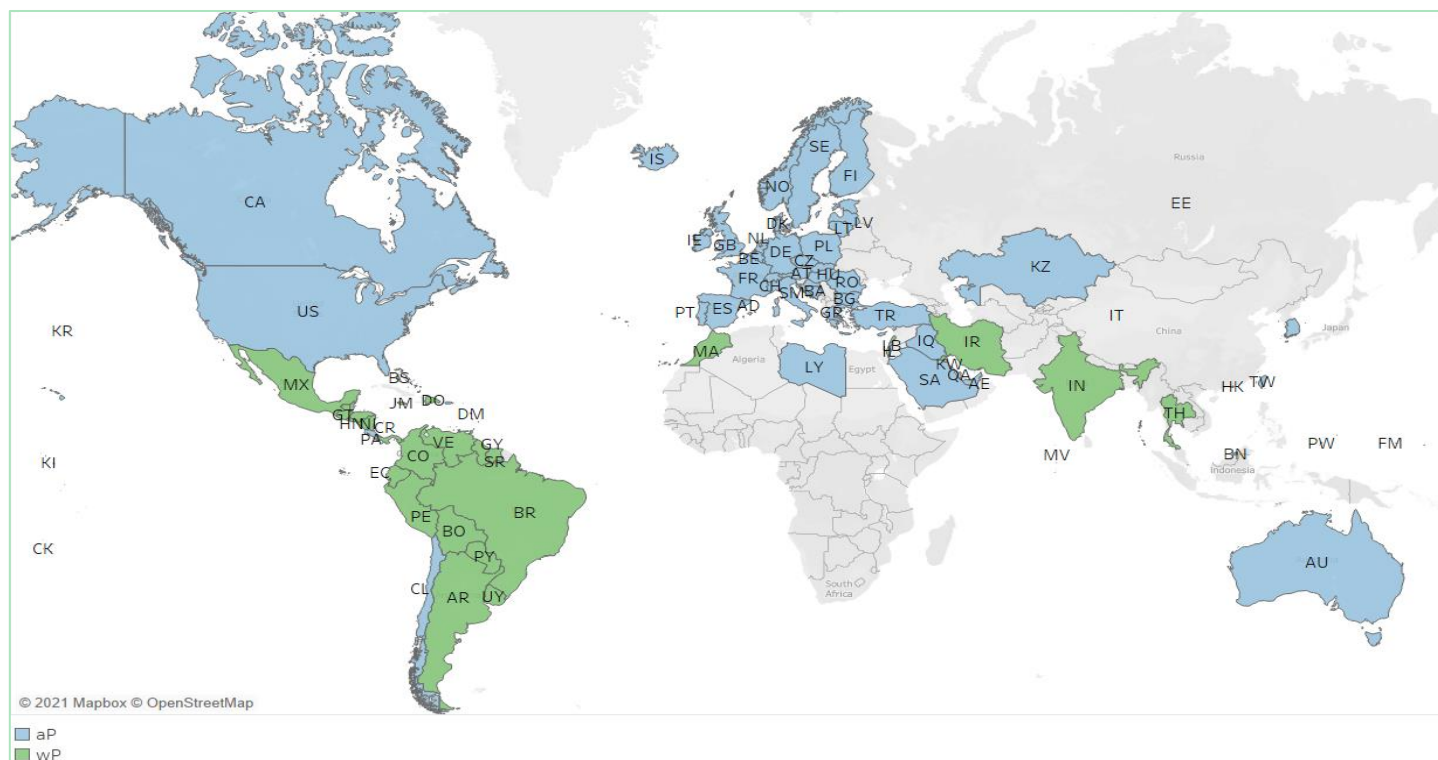 IS
SE
FI
NO
CA
Russia
EE
DK
LV
LT
IE
GB
NL
PL
BE
DE
CZ
KZ
FR
AT
HU
CH
RO
SM
BA
BG
US
PT
ES
AD
GR
TR
IT
KR
China
Japan
LB
IL
IQ
IR
MA
Algeria
LY
Egypt
KW
QA
SA
AE
MX
BS
IN
HK
TW
JM
DO
DM
GT
HN
NI
CR
TH
PA
VE
GY
PW
FM
KI
CO
SR
MV
BN
Indonesia
EC
PE
BR
BO
CK
PY
AU
CL
AR
UY
South
Africa
© 2021 Mapbox © OpenStreetMap
aP
wP